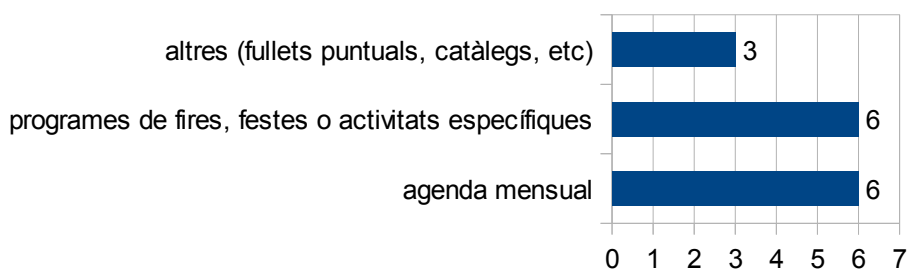 altres (fullets puntuals, catàlegs, etc) 3
programes de fires, festes o activitats específiques 6
agenda mensual 6
0 1 2 3 4 5 6 7